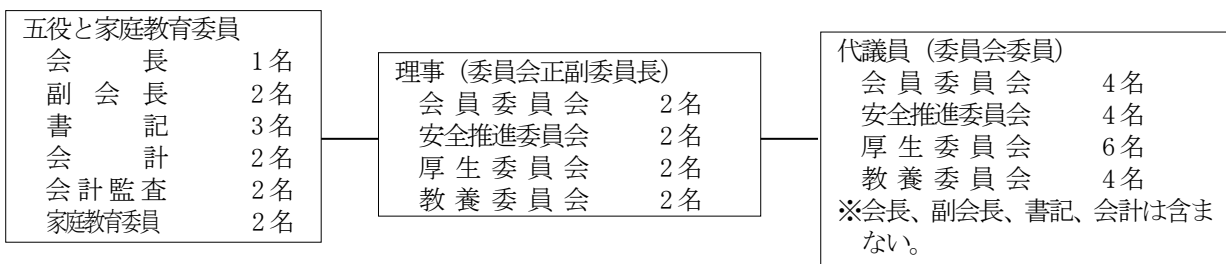 五役と家庭教育委員
会長 1名
副会長 2名
書記 3名
会計 2名
会計監査 2名
家庭教育委員 2名
理事（委員会正副委員長）
会員委員会 2名
安全推進委員会 2名
厚生委員会 2名
教養委員会 2名
代議員（委員会委員）
会員委員会 4名
安全推進委員会 4名
厚生委員会 6名
教養委員会 4名
※会長、副会長、書記、会計は含ま
ない。